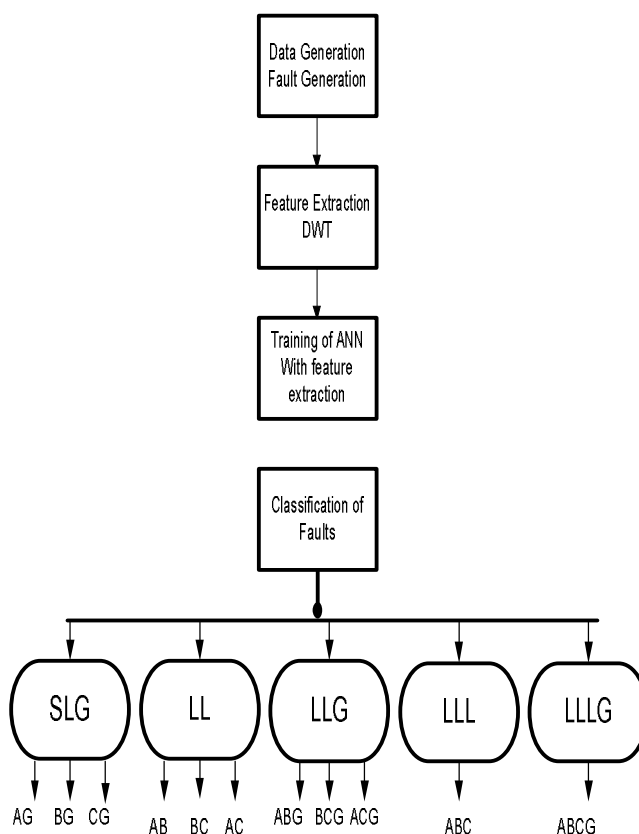 Data Generation
Fault Generation
Feature Extraction
DWT
Training of ANN
With feature
extraction
Classification of
Faults
SLG LL LLG LLL LLLG
AG BG CG AB BC AC ABG BCG ACG ABC ABCG